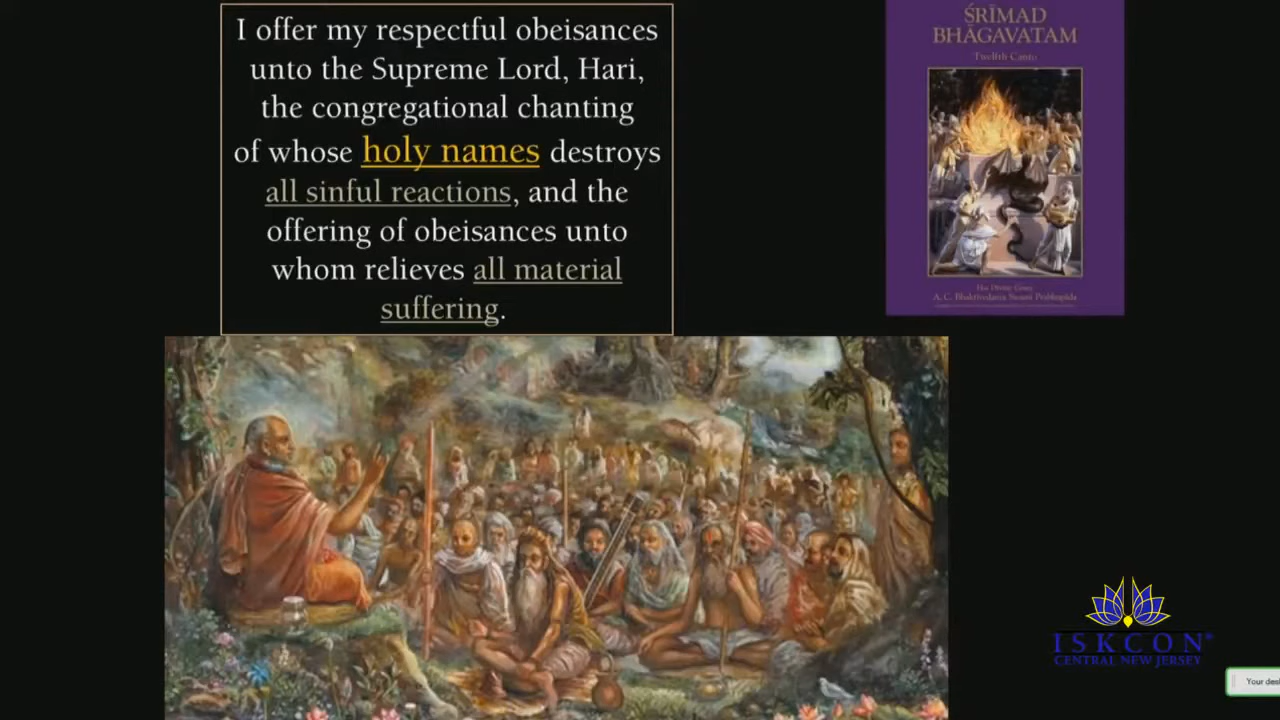 I offer my respectful obeisances
unto the Supreme Lord, Hari,
the congregational chanting
of whose holy names destroys
all sinful reactions, and the
offering of obeisances unto
whom relieves all material
suffering.
ŚRĪMAD
BHĀGAVATAM
Twelfth Canto
His Divine Grace
A. C. Bhaktivedanta Swami Prabhupāda
ISKCON®
CENTRAL NEW JERSEY
Your